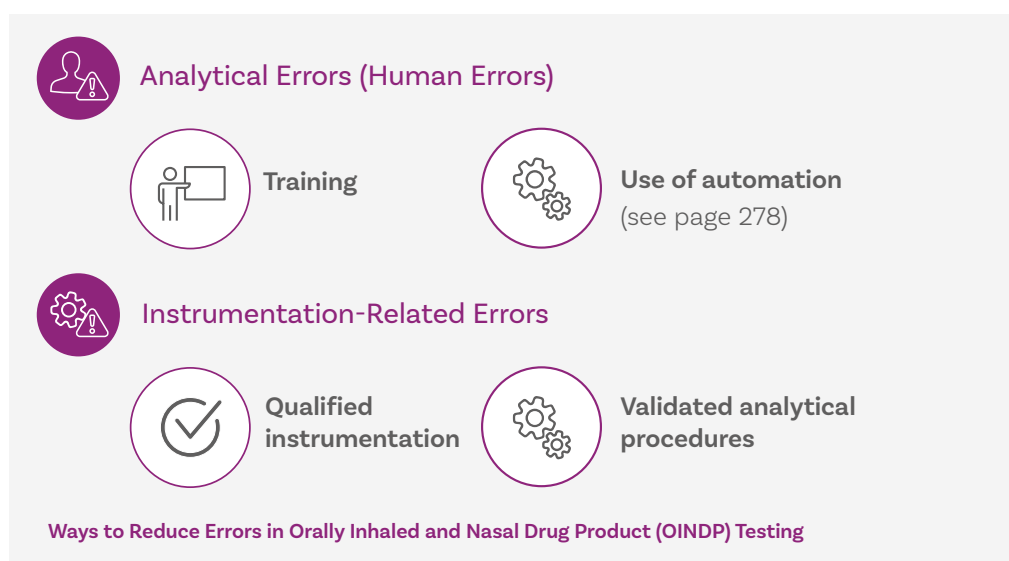 Analytical Errors (Human Errors)
Training
Use of automation
(see page 278)
Instrumentation-Related Errors
Qualified
instrumentation
Validated analytical
procedures
Ways to Reduce Errors in Orally Inhaled and Nasal Drug Product (OINDP) Testing